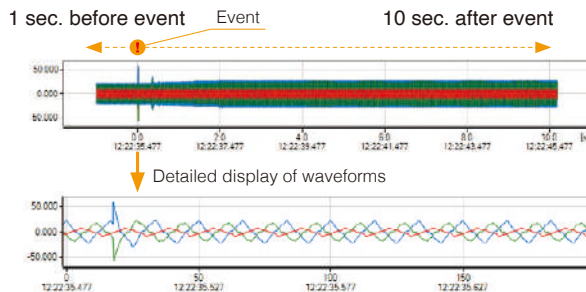 1 sec. before event
Event
10 sec. after event
!
50.000
0.000
50.000
0.0 2.0 4.0 6.0 8.0 10.0
12:22:35.477 12:22:37.477 12:22:39.477 12:22:41.477 12:22:43.477 12:22:45.477
Detailed display of waveforms
50.000
0.000
-50.000
0 50 100 150
12:22:35.477 12:22:35.527 12:22:35.577 12:22:35.627